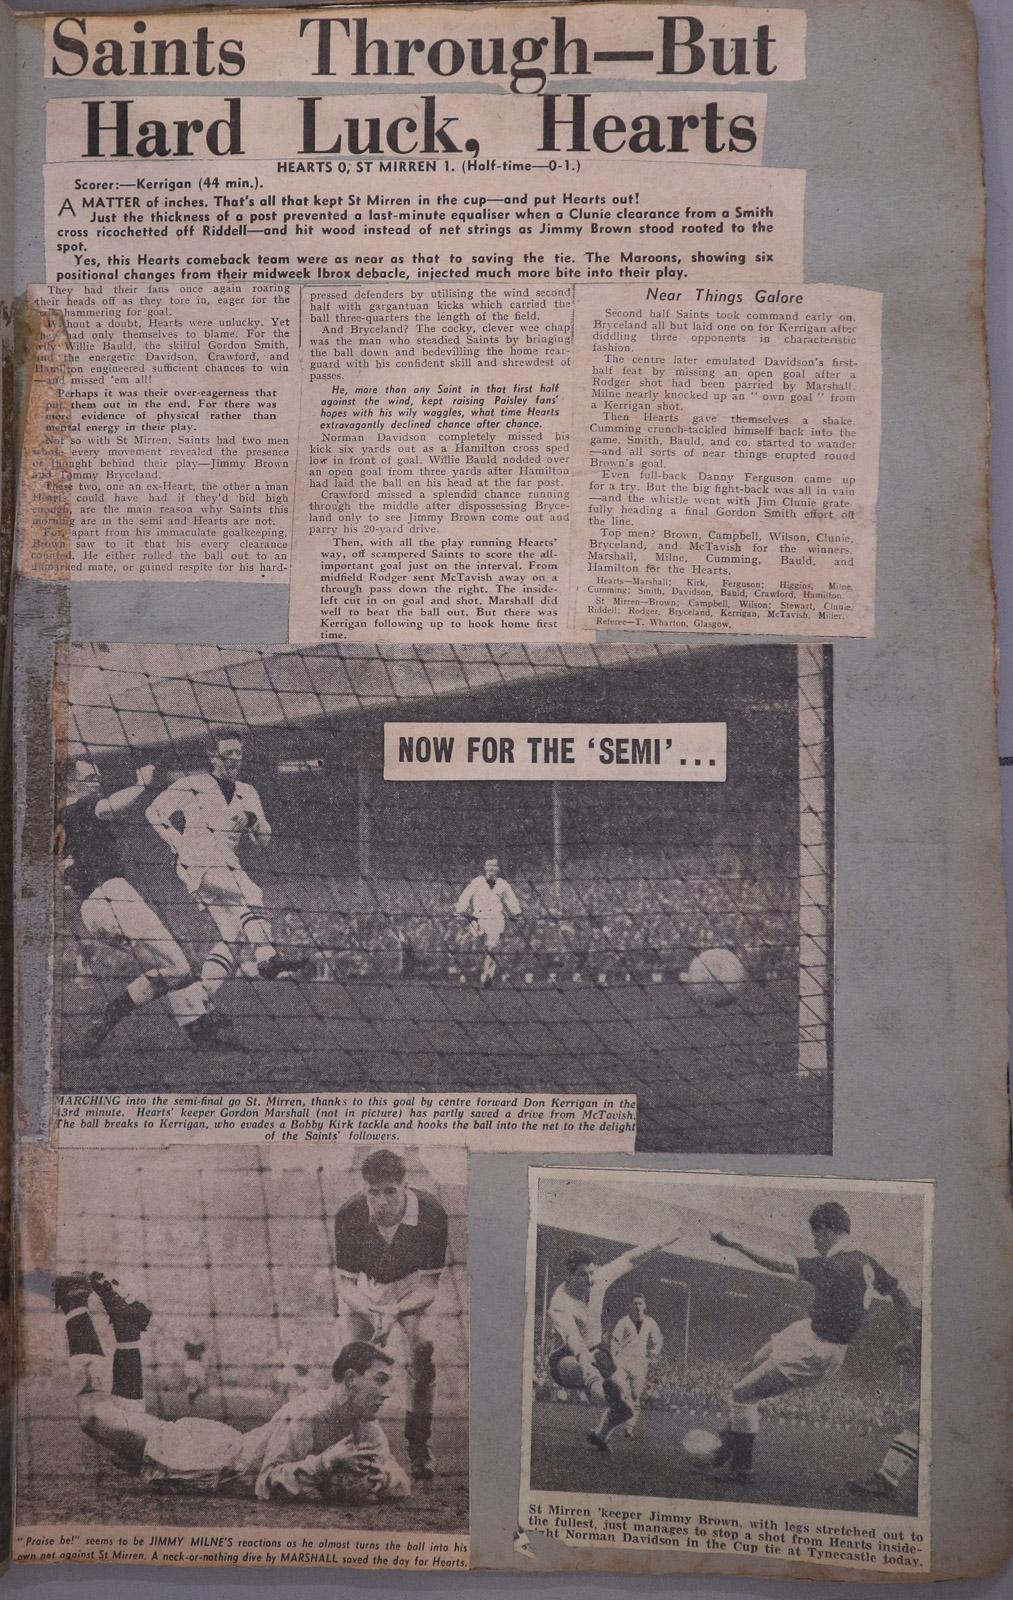 Saints Through—But
Hard Luck, Hearts
HEARTS 0, ST MIRREN 1. (Half-time—0-1.)
Scorer:—Kerrigan (44 min.).
A MATTER of inches. That's all that kept St Mirren in the cup—and put Hearts out!
Just the thickness of a post prevented a last-minute equaliser when a Clunie clearance from a Smith
cross ricochetted off Riddell—and hit wood instead of net strings as Jimmy Brown stood rooted to the
spot.
Yes, this Hearts comeback team were as near as that to saving the tie. The Maroons, showing six
positional changes from their midweek Ibrox debacle, injected much more bite into their play.
They had their fans once again roaring
their heads off as they tore in, eager for the
hammering for goal.
Without a doubt, Hearts were unlucky. Yet
they had only themselves to blame. For the
wily Willie Bauld, the skilful Gordon Smith,
and the energetic Davidson, Crawford, and
Hamilton engineered sufficient chances to win
—and missed 'em all!
Perhaps it was their over-eagerness that
put them out in the end. For there was
more evidence of physical rather than
mental energy in their play.
Not so with St Mirren. Saints had two men
whose every movement revealed the presence
of thought behind their play—Jimmy Brown
and Tommy Bryceland.
These two, one an ex-Heart, the other a man
Hearts could have had if they'd bid high
enough, are the main reason why Saints this
morning are in the semi and Hearts are not.
For, apart from his immaculate goalkeeping,
Brown saw to it that his every clearance
counted. He either rolled the ball out to an
unmarked mate, or gained respite for his hard-
pressed defenders by utilising the wind second
half with gargantuan kicks which carried the
ball three-quarters the length of the field.
And Bryceland? The cocky, clever wee chap
was the man who steadied Saints by bringing
the ball down and bedevilling the home rear-
guard with his confident skill and shrewdest of
passes.
He, more than any Saint in that first half
against the wind, kept raising Paisley fans'
hopes with his wily waggles, what time Hearts
extravagantly declined chance after chance.
Norman Davidson completely missed his
kick six yards out as a Hamilton cross sped
low in front of goal. Willie Bauld nodded over
an open goal from three yards after Hamilton
had laid the ball on his head at the far post.
Crawford missed a splendid chance running
through the middle after dispossessing Bryce-
land only to see Jimmy Brown come out and
parry his 20-yard drive.
Then, with all the play running Hearts'
way, off scampered Saints to score the all-
important goal just on the interval. From
midfield Rodger sent McTavish away on a
through pass down the right. The inside-
left cut in on goal and shot. Marshall did
well to beat the ball out. But there was
Kerrigan following up to hook home first
time.
Near Things Galore
Second half Saints took command early on.
Bryceland all but laid one on for Kerrigan after
diddling three opponents in characteristic
fashion.
The centre later emulated Davidson's first-
half feat by missing an open goal after a
Rodger shot had been parried by Marshall.
Milne nearly knocked up an " own goal " from
a Kerrigan shot.
Then Hearts gave themselves a shake.
Cumming crunch-tackled himself back into the
game. Smith, Bauld, and co. started to wander
—and all sorts of near things erupted round
Brown's goal.
Even full-back Danny Ferguson came up
for a try. But the big fight-back was all in vain
—and the whistle went with Jim Clunie grate-
fully heading a final Gordon Smith effort off
the line.
Top men? Brown, Campbell, Wilson, Clunie,
Bryceland, and McTavish for the winners.
Marshall, Milne, Cumming, Bauld, and
Hamilton for the Hearts.
Hearts—Marshall; Kirk, Ferguson; Higgins, Milne,
Cumming; Smith, Davidson, Bauld, Crawford, Hamilton.
St Mirren—Brown; Campbell, Wilson; Stewart, Clunie,
Riddell; Rodger, Bryceland, Kerrigan, McTavish, Miller.
Referee—T. Wharton, Glasgow.
NOW FOR THE 'SEMI'...
MARCHING into the semi-final go St. Mirren, thanks to this goal by centre forward Don Kerrigan in the
43rd minute. Hearts' keeper Gordon Marshall (not in picture) has partly saved a drive from McTavish.
The ball breaks to Kerrigan, who evades a Bobby Kirk tackle and hooks the ball into the net to the delight
of the Saints' followers.
"Praise be!" seems to be JIMMY MILNE'S reactions as he almost turns the ball into his
own net against St Mirren. A neck-or-nothing dive by MARSHALL saved the day for Hearts.
St Mirren 'keeper Jimmy Brown, with legs stretched out to
the fullest, just manages to stop a shot from Hearts inside-
right Norman Davidson in the Cup tie at Tynecastle today.